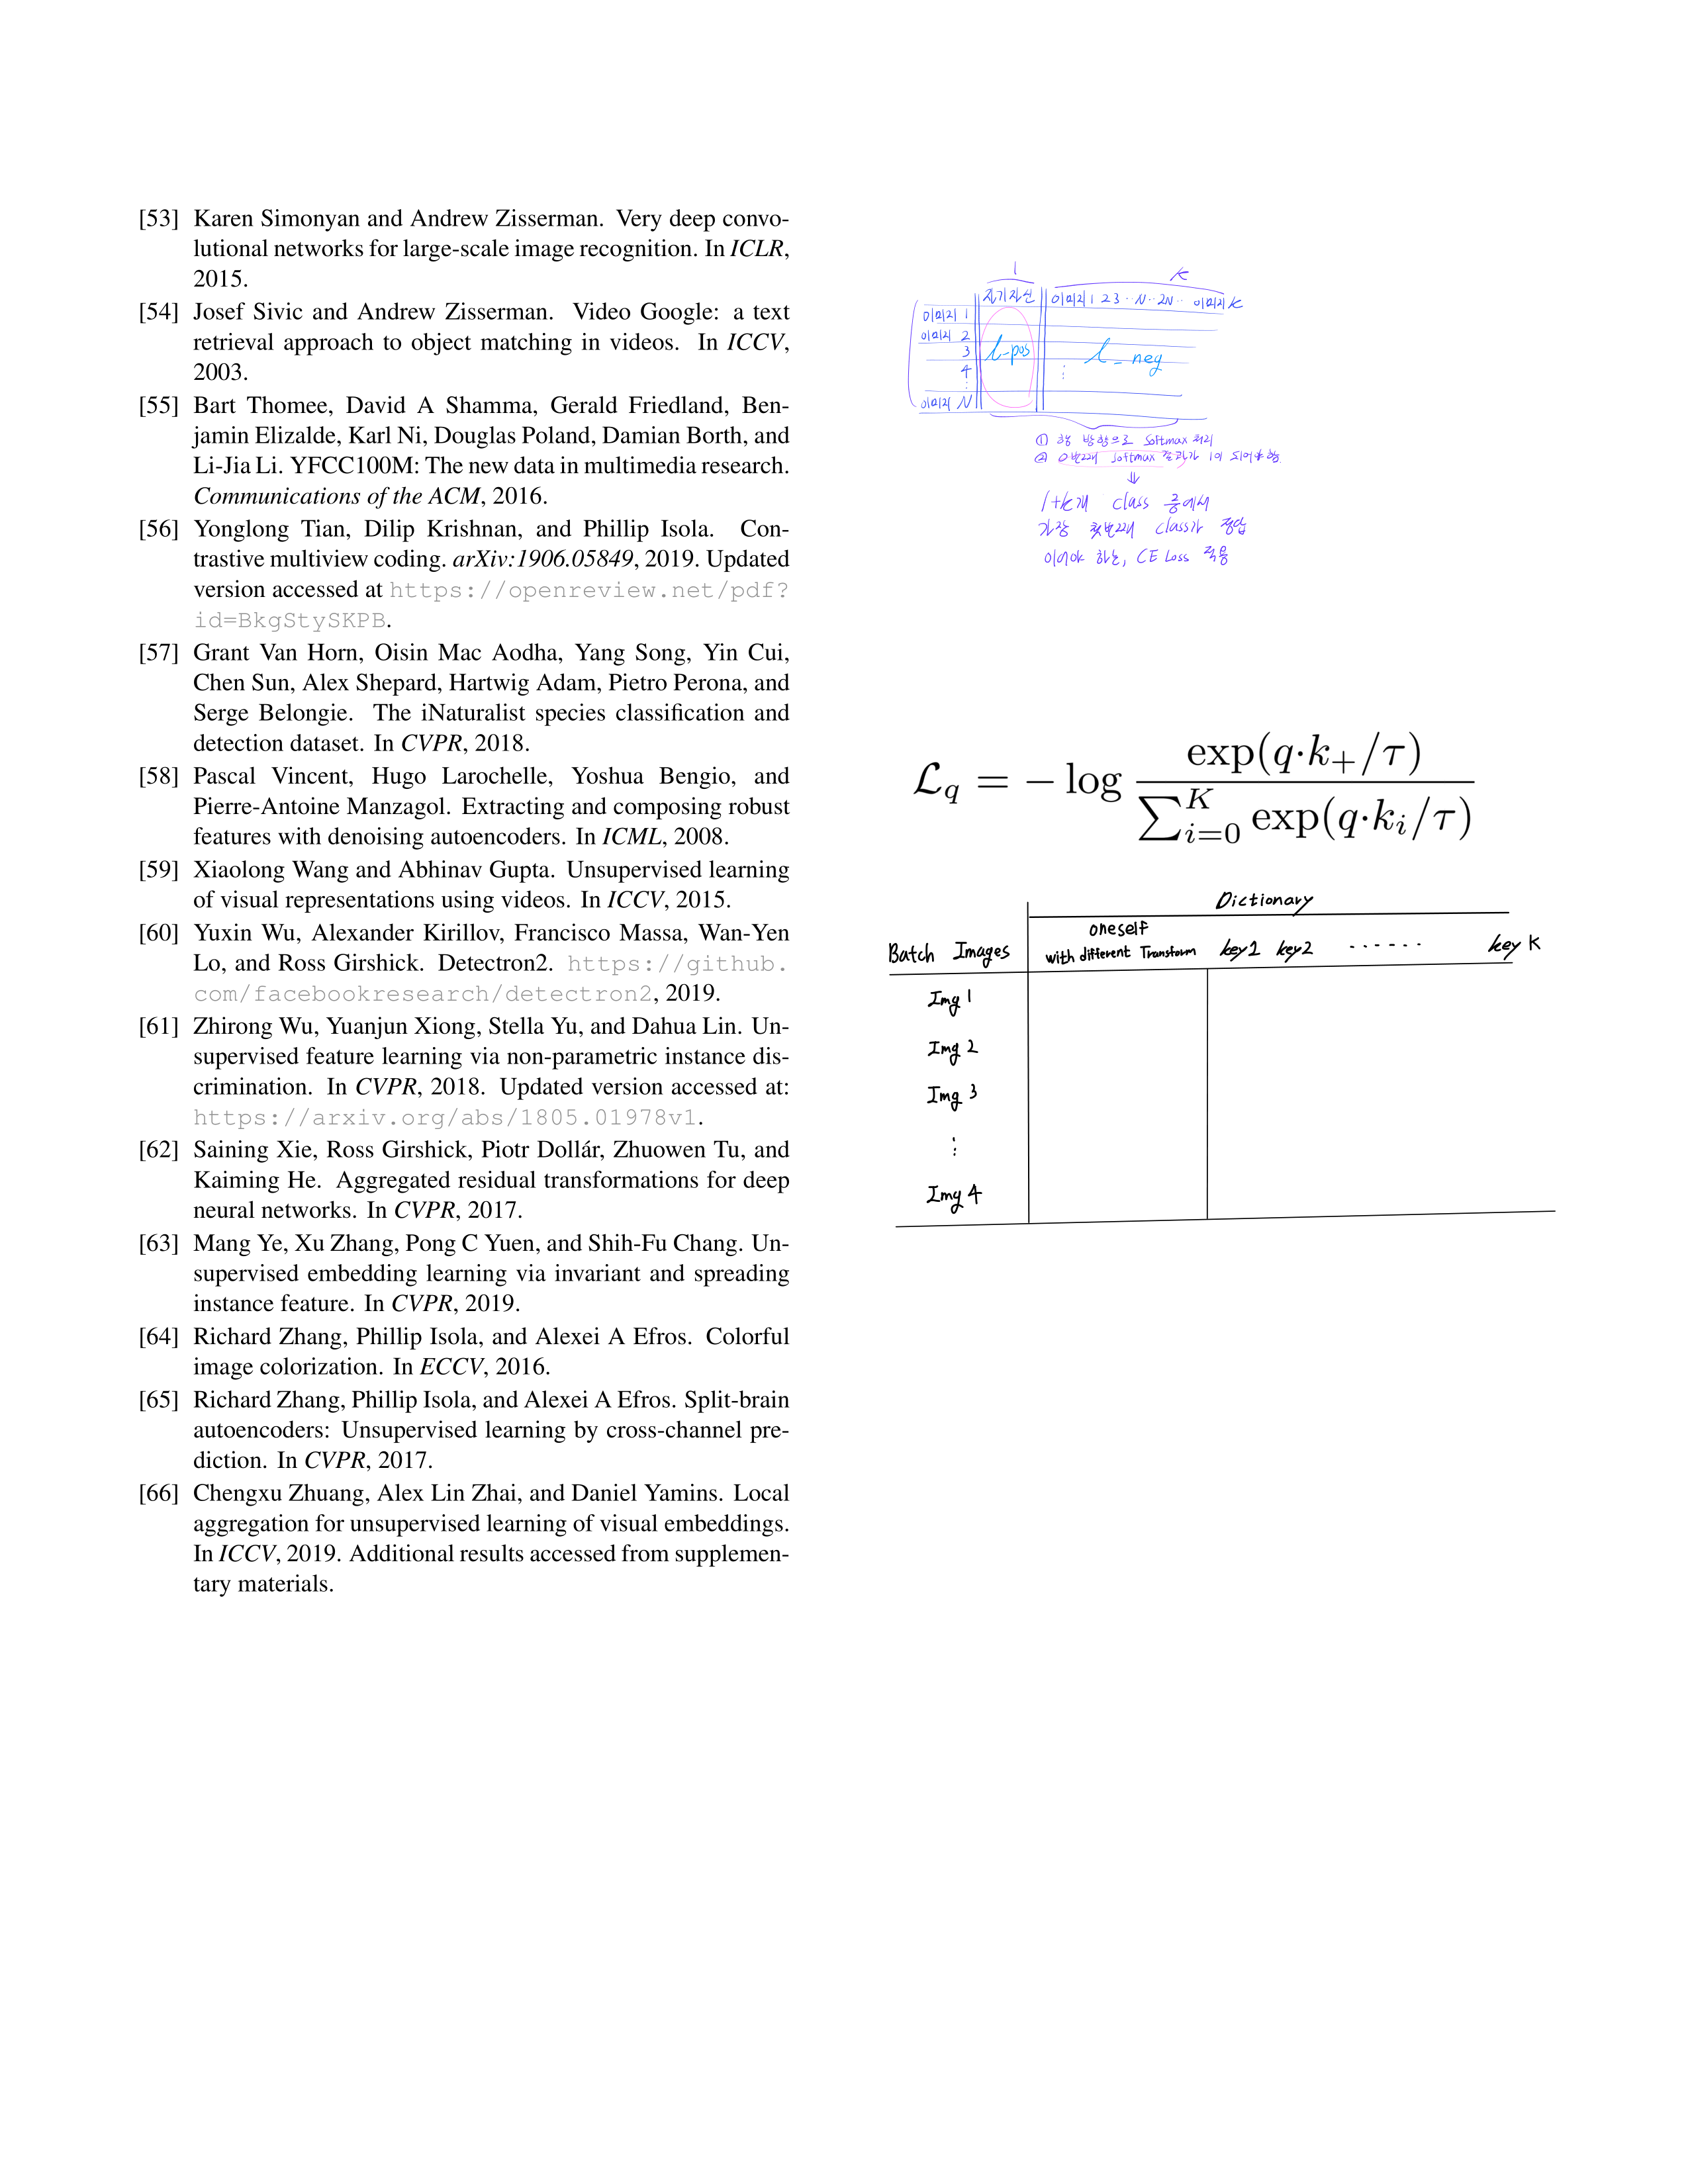 [53] Karen Simonyan and Andrew Zisserman. Very deep convo-
lutional networks for large-scale image recognition. In ICLR,
2015.
[54] Josef Sivic and Andrew Zisserman. Video Google: a text
retrieval approach to object matching in videos. In ICCV,
2003.
[55] Bart Thomee, David A Shamma, Gerald Friedland, Ben-
jamin Elizalde, Karl Ni, Douglas Poland, Damian Borth, and
Li-Jia Li. YFCC100M: The new data in multimedia research.
Communications of the ACM, 2016.
[56] Yonglong Tian, Dilip Krishnan, and Phillip Isola. Con-
trastive multiview coding. arXiv:1906.05849, 2019. Updated
version accessed at https://openreview.net/pdf?
id=BkgStySKPB.
[57] Grant Van Horn, Oisin Mac Aodha, Yang Song, Yin Cui,
Chen Sun, Alex Shepard, Hartwig Adam, Pietro Perona, and
Serge Belongie. The iNaturalist species classification and
detection dataset. In CVPR, 2018.
[58] Pascal Vincent, Hugo Larochelle, Yoshua Bengio, and
Pierre-Antoine Manzagol. Extracting and composing robust
features with denoising autoencoders. In ICML, 2008.
[59] Xiaolong Wang and Abhinav Gupta. Unsupervised learning
of visual representations using videos. In ICCV, 2015.
[60] Yuxin Wu, Alexander Kirillov, Francisco Massa, Wan-Yen
Lo, and Ross Girshick. Detectron2. https://github.
com/facebookresearch/detectron2, 2019.
[61] Zhirong Wu, Yuanjun Xiong, Stella Yu, and Dahua Lin. Un-
supervised feature learning via non-parametric instance dis-
crimination. In CVPR, 2018. Updated version accessed at:
https://arxiv.org/abs/1805.01978v1.
[62] Saining Xie, Ross Girshick, Piotr Dollár, Zhuowen Tu, and
Kaiming He. Aggregated residual transformations for deep
neural networks. In CVPR, 2017.
[63] Mang Ye, Xu Zhang, Pong C Yuen, and Shih-Fu Chang. Un-
supervised embedding learning via invariant and spreading
instance feature. In CVPR, 2019.
[64] Richard Zhang, Phillip Isola, and Alexei A Efros. Colorful
image colorization. In ECCV, 2016.
[65] Richard Zhang, Phillip Isola, and Alexei A Efros. Split-brain
autoencoders: Unsupervised learning by cross-channel pre-
diction. In CVPR, 2017.
[66] Chengxu Zhuang, Alex Lin Zhai, and Daniel Yamins. Local
aggregation for unsupervised learning of visual embeddings.
In ICCV, 2019. Additional results accessed from supplemen-
tary materials.
1 K
자기자신 이미지 1 2 3 ·· N ·· 2N ·· 이미지 K
이미지 1
이미지 2
3 l_pos l_neg
4 ⋮
⋮
이미지 N
① 행 방향으로 Softmax 처리
② 0번째 Softmax 결과가 1이 되어야 함.
⇓
1+K개 class 중에서
가장 첫번째 class가 정답
이어야 하는, CE Loss 적용
ℒ_q = − log exp(q·k₊/τ) / ∑_{i=0}^{K} exp(q·k_i/τ)
Dictionary
oneself
Batch Images with different Transform key1 key2 ------ key K
Img 1
Img 2
Img 3
⋮
Img 4